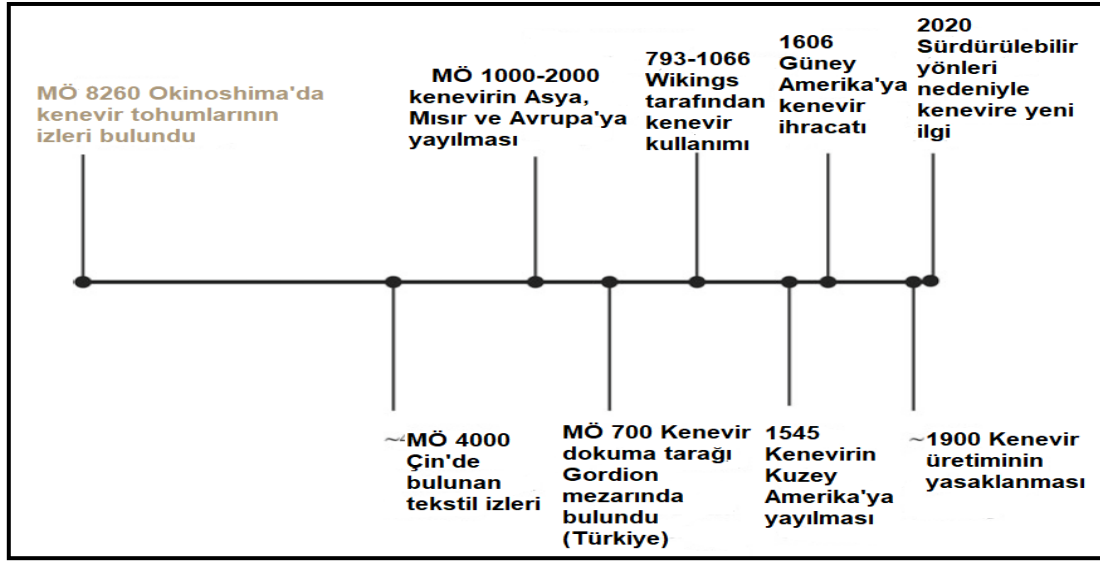 MÖ 8260 Okinoshima'da
kenevir tohumlarının
izleri bulundu
MÖ 1000-2000
kenevirin Asya,
Mısır ve Avrupa'ya
yayılması
793-1066
Wikings
tarafından
kenevir
kullanımı
1606
Güney
Amerika'ya
kenevir
ihracatı
2020
Sürdürülebilir
yönleri
nedeniyle
kenevire yeni
ilgi
~MÖ 4000
Çin'de
bulunan
tekstil izleri
MÖ 700 Kenevir
dokuma tarağı
Gordion
mezarında
bulundu
(Türkiye)
1545
Kenevirin
Kuzey
Amerika'ya
yayılması
~1900 Kenevir
üretiminin
yasaklanması